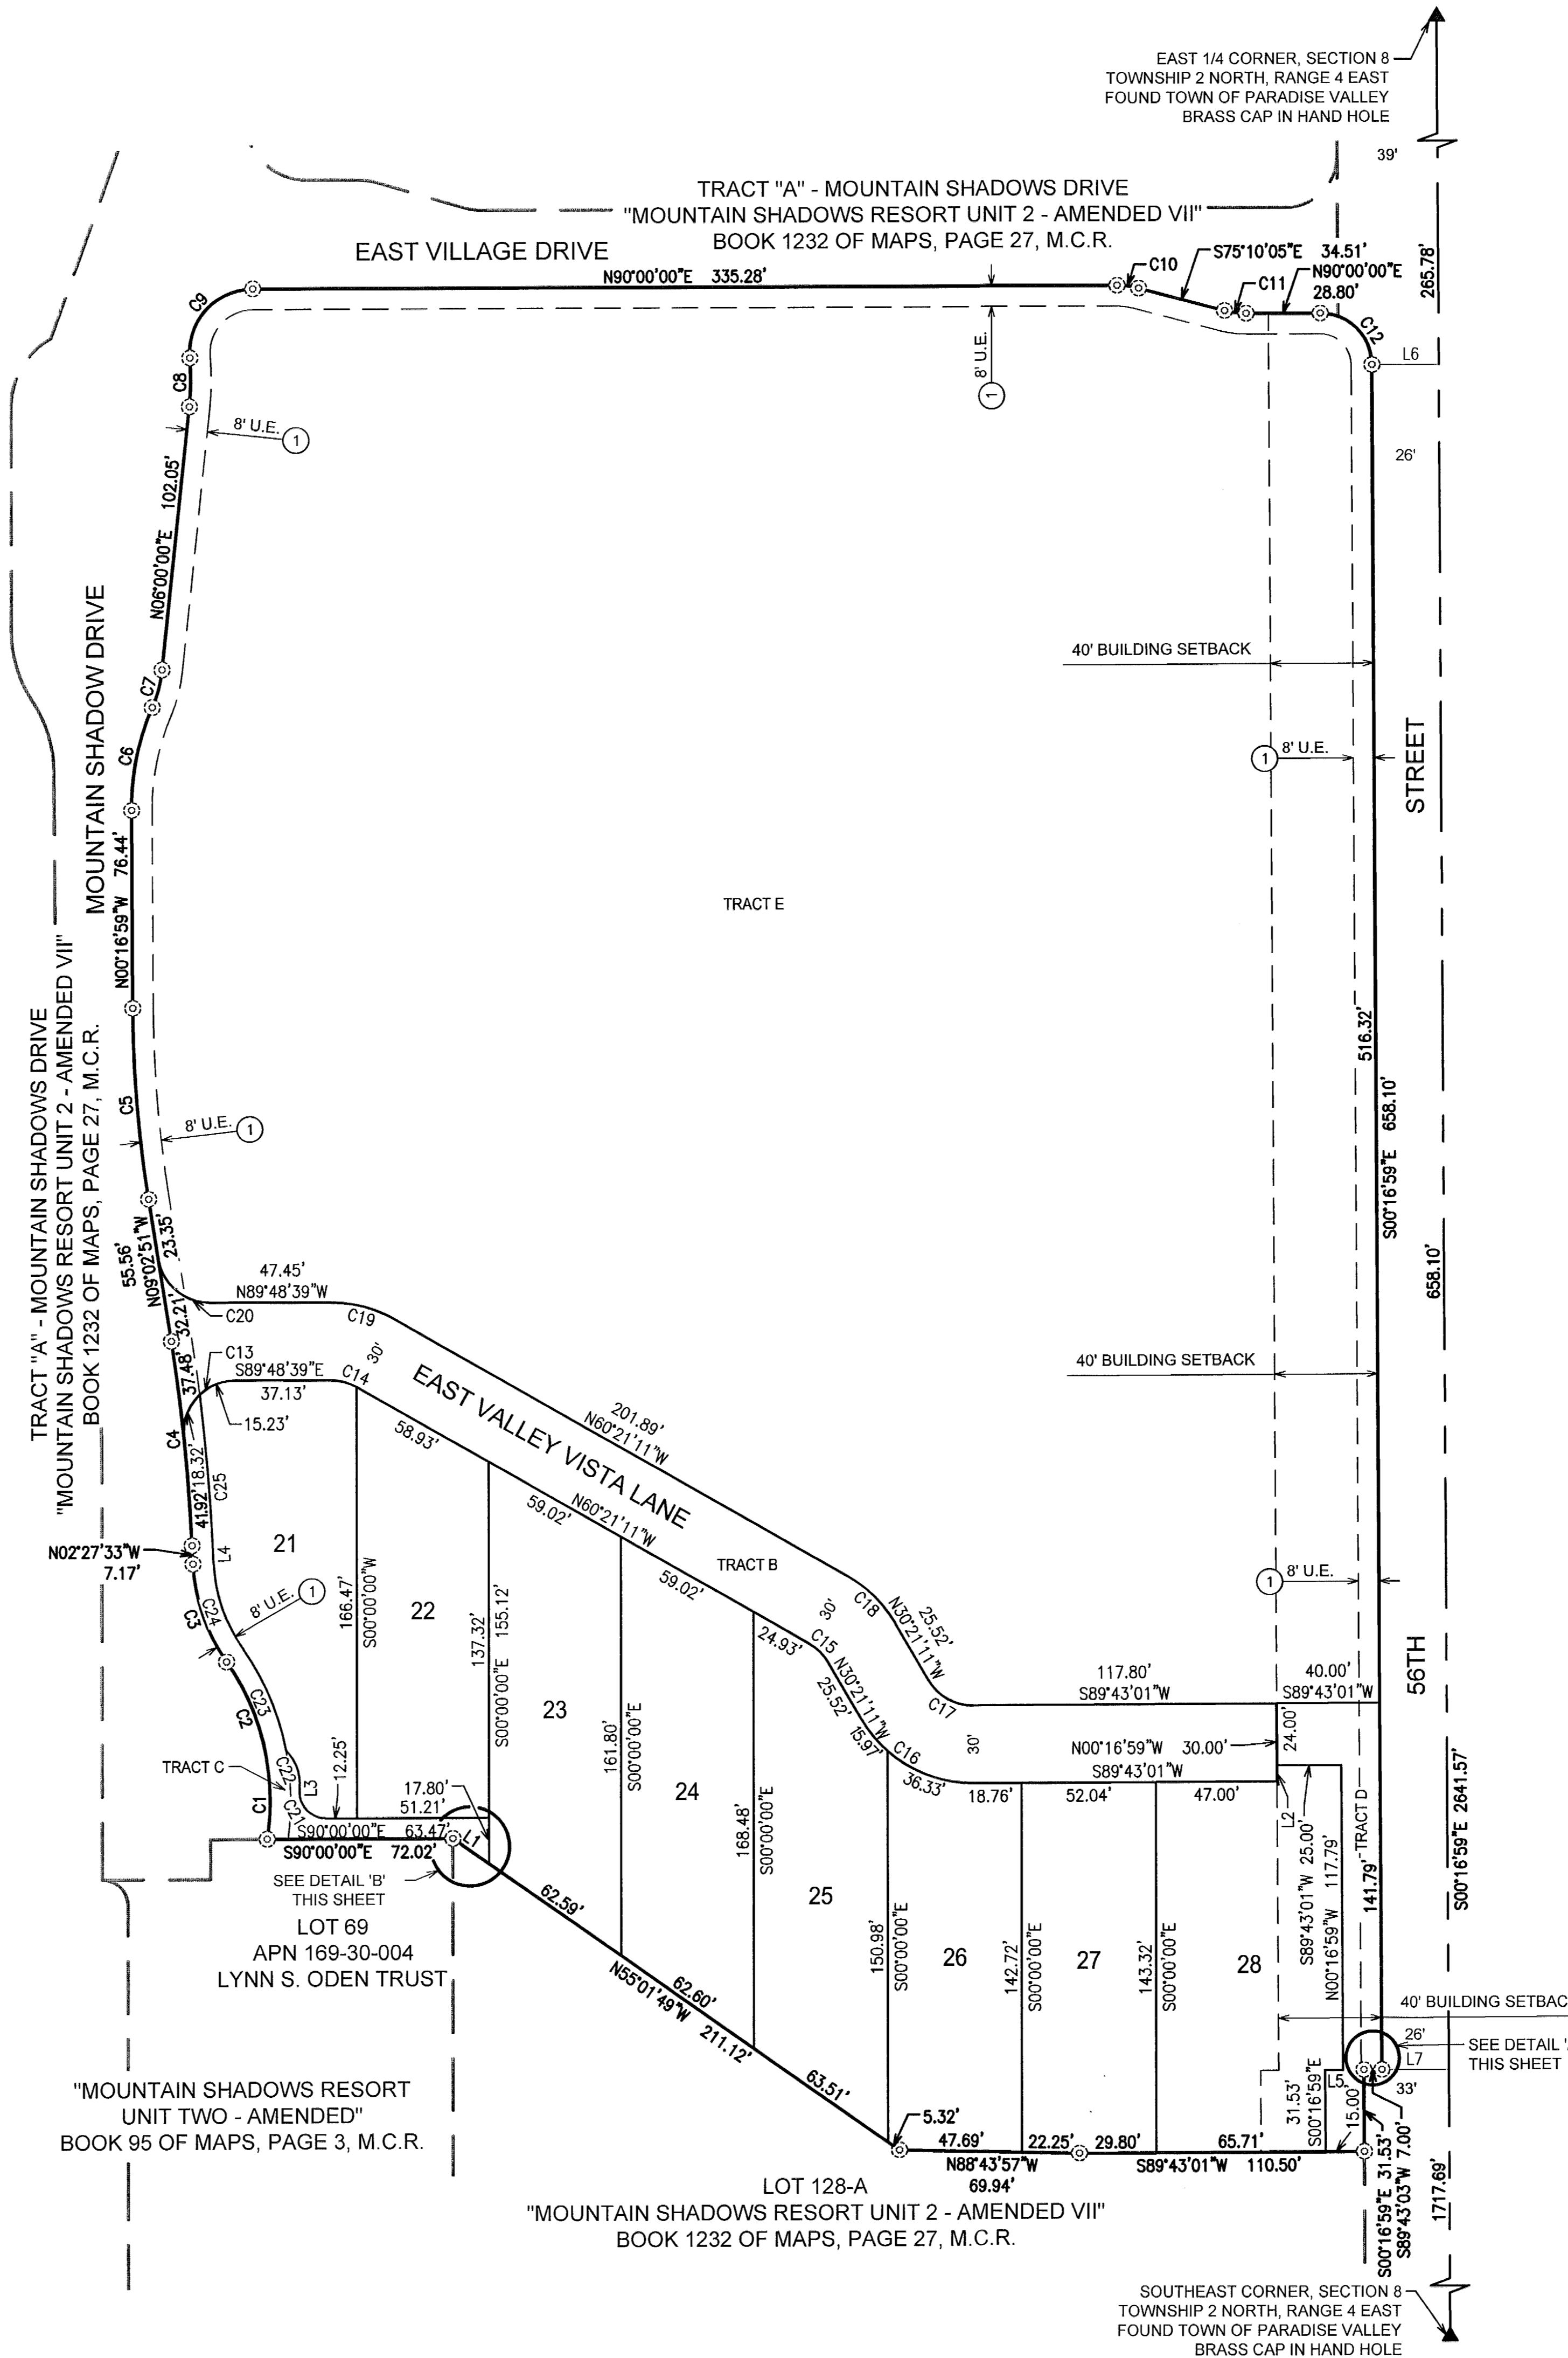 EAST 1/4 CORNER, SECTION 8
TOWNSHIP 2 NORTH, RANGE 4 EAST
FOUND TOWN OF PARADISE VALLEY
BRASS CAP IN HAND HOLE
39'
TRACT "A" - MOUNTAIN SHADOWS DRIVE
"MOUNTAIN SHADOWS RESORT UNIT 2 - AMENDED VII"
BOOK 1232 OF MAPS, PAGE 27, M.C.R.
EAST VILLAGE DRIVE
N90°00'00"E 335.28'
C10
S75°10'05"E 34.51'
C11
N90°00'00"E
28.80'
265.78'
C9
C12
L6
8' U.E.
1
C8
8' U.E.
1
26'
N06°00'00"E 102.05'
MOUNTAIN SHADOW DRIVE
40' BUILDING SETBACK
C7
C6
1
8' U.E.
STREET
N00°16'59"W 76.44'
TRACT E
TRACT "A" - MOUNTAIN SHADOWS DRIVE
"MOUNTAIN SHADOWS RESORT UNIT 2 - AMENDED VII"
BOOK 1232 OF MAPS, PAGE 27, M.C.R.
516.32'
S00°16'59"E 658.10'
658.10'
C5
8' U.E.
1
23.35'
55.56'
N09°02'51"W
32.21'
47.45'
N89°48'39"W
C20
C19
30'
C13
S89°48'39"E
37.13'
C14
37.48'
15.23'
40' BUILDING SETBACK
EAST VALLEY VISTA LANE
201.89'
N60°21'11"W
58.93'
59.02'
N60°21'11"W
59.02'
TRACT B
24.93'
C4
41.92'
18.32'
C25
L4
N02°27'33"W
7.17'
21
8' U.E.
1
166.47'
S00°00'00"W
22
137.32'
S00°00'00"E 155.12'
1
8' U.E.
30'
C18
C15
N30°21'11"W
25.52'
N30°21'11"W
25.52'
15.97'
C17
C16
36.33'
30'
117.80'
S89°43'01"W
40.00'
S89°43'01"W
56TH
C3
C24
C23
C2
23
161.80'
S00°00'00"E
N00°16'59"W 30.00'
24.00'
S89°43'01"W
18.76'
52.04'
47.00'
L2
TRACT C
C22
L3
C1
C21
12.25'
17.80'
51.21'
S90°00'00"E 63.47'
L1
S90°00'00"E 72.02'
24
168.48'
S00°00'00"E
S89°43'01"W 25.00'
N00°16'59"W 117.79'
TRACT D
141.79'
S00°16'59"E 2641.57'
SEE DETAIL 'B'
THIS SHEET
LOT 69
APN 169-30-004
LYNN S. ODEN TRUST
62.59'
62.60'
N55°01'49"W 211.12'
63.51'
25
150.98'
S00°00'00"E
26
142.72'
S00°00'00"E
27
143.32'
S00°00'00"E
28
40' BUILDING SETBAC
26'
SEE DETAIL '
THIS SHEET
L7
L5
33'
31.53'
S00°16'59"E
15.00'
"MOUNTAIN SHADOWS RESORT
UNIT TWO - AMENDED"
BOOK 95 OF MAPS, PAGE 3, M.C.R.
5.32'
47.69'
22.25'
29.80'
65.71'
N88°43'57"W
69.94'
S89°43'01"W 110.50'
LOT 128-A
"MOUNTAIN SHADOWS RESORT UNIT 2 - AMENDED VII"
BOOK 1232 OF MAPS, PAGE 27, M.C.R.
S00°16'59"E 31.53'
S89°43'03"W 7.00'
1717.69'
SOUTHEAST CORNER, SECTION 8
TOWNSHIP 2 NORTH, RANGE 4 EAST
FOUND TOWN OF PARADISE VALLEY
BRASS CAP IN HAND HOLE